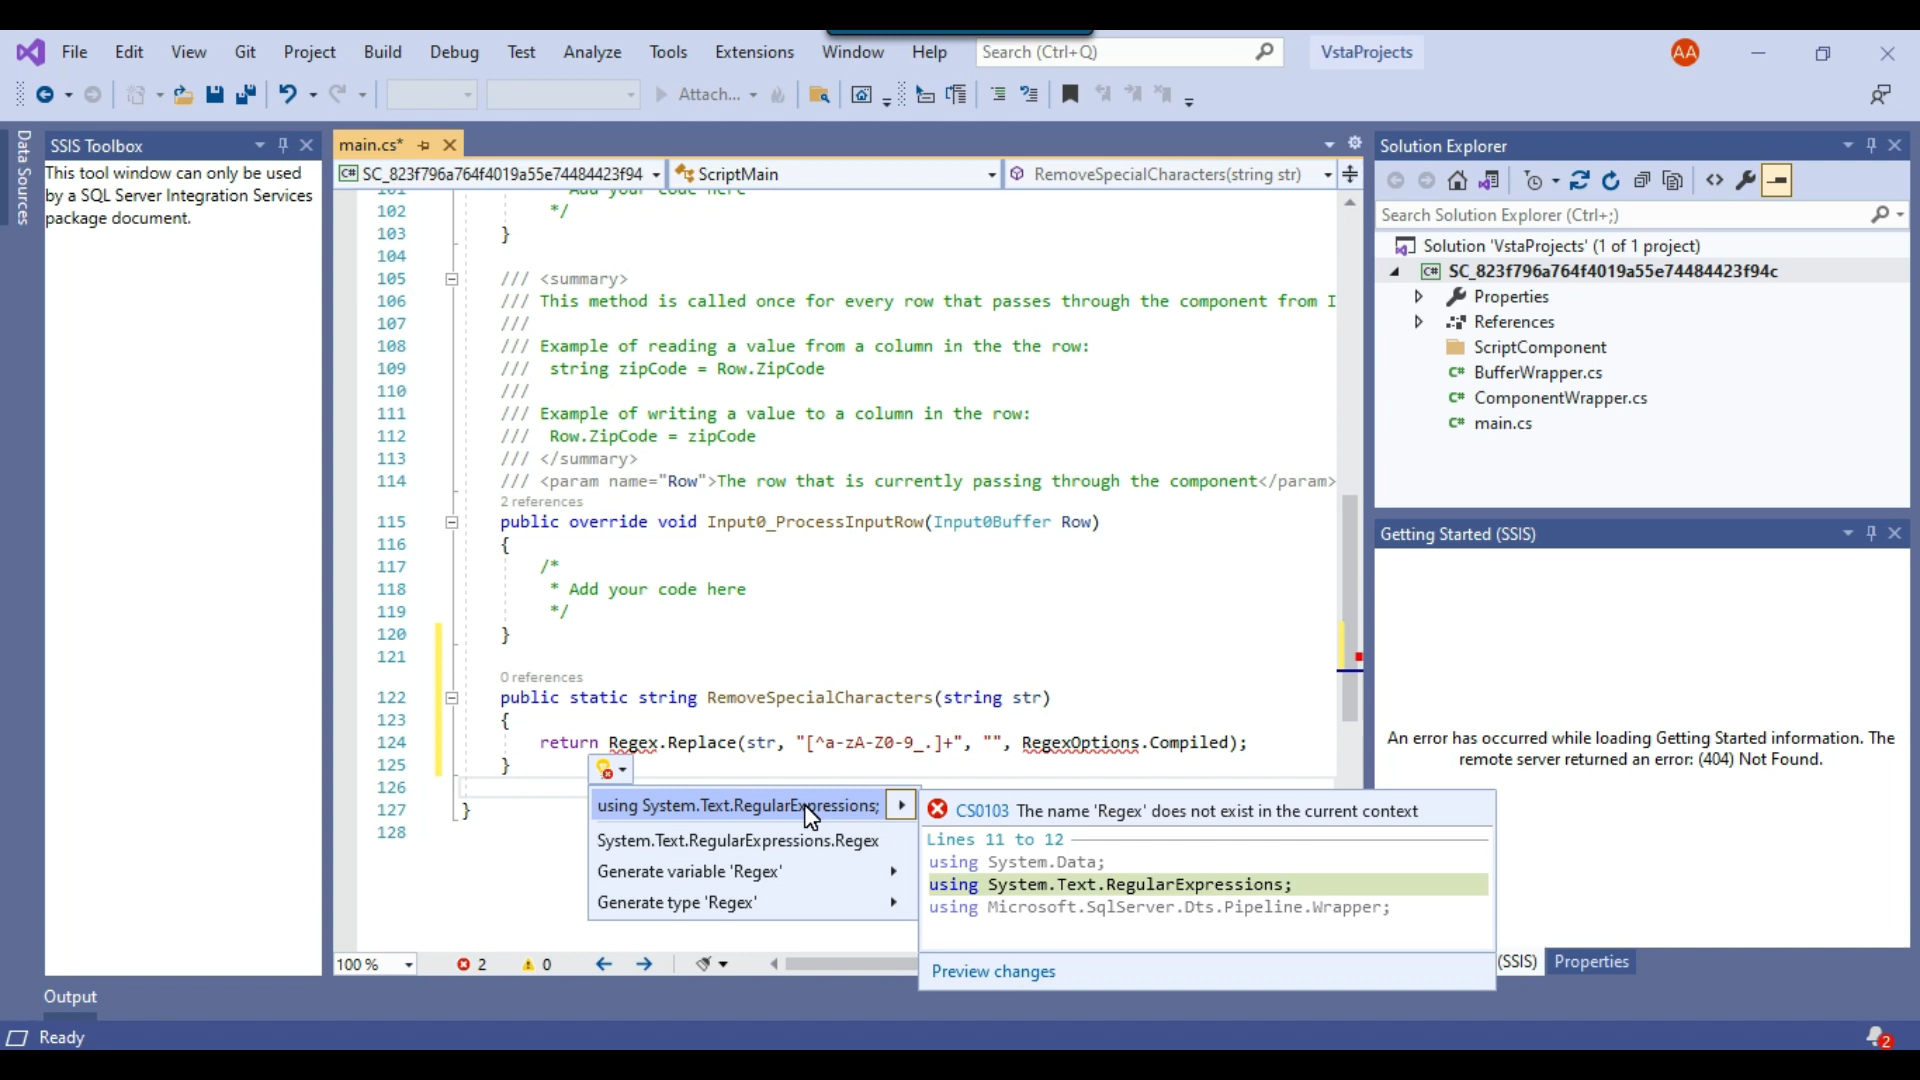 File Edit View Git Project Build Debug Test Analyze Tools Extensions Window Help Search (Ctrl+Q) VstaProjects AA
Attach...
Data Sources
SSIS Toolbox
This tool window can only be used
by a SQL Server Integration Services
package document.
main.cs*
C# SC_823f796a764f4019a55e74484423f94 ScriptMain RemoveSpecialCharacters(string str)
101 * Add your code here
102 */
103 }
104
105 /// <summary>
106 /// This method is called once for every row that passes through the component from I
107 ///
108 /// Example of reading a value from a column in the the row:
109 /// string zipCode = Row.ZipCode
110 ///
111 /// Example of writing a value to a column in the row:
112 /// Row.ZipCode = zipCode
113 /// </summary>
114 /// <param name="Row">The row that is currently passing through the component</param>
2 references
115 public override void Input0_ProcessInputRow(Input0Buffer Row)
116 {
117 /*
118 * Add your code here
119 */
120 }
121
0 references
122 public static string RemoveSpecialCharacters(string str)
123 {
124 return Regex.Replace(str, "[^a-zA-Z0-9_.]+", "", RegexOptions.Compiled);
125 }
126
127 }
128
using System.Text.RegularExpressions;
System.Text.RegularExpressions.Regex
Generate variable 'Regex'
Generate type 'Regex'
CS0103 The name 'Regex' does not exist in the current context
Lines 11 to 12
using System.Data;
using System.Text.RegularExpressions;
using Microsoft.SqlServer.Dts.Pipeline.Wrapper;
Preview changes
100 % 2 0
Solution Explorer
Search Solution Explorer (Ctrl+;)
Solution 'VstaProjects' (1 of 1 project)
C# SC_823f796a764f4019a55e74484423f94c
Properties
References
ScriptComponent
C# BufferWrapper.cs
C# ComponentWrapper.cs
C# main.cs
Getting Started (SSIS)
An error has occurred while loading Getting Started information. The
remote server returned an error: (404) Not Found.
(SSIS) Properties
Output
Ready
2